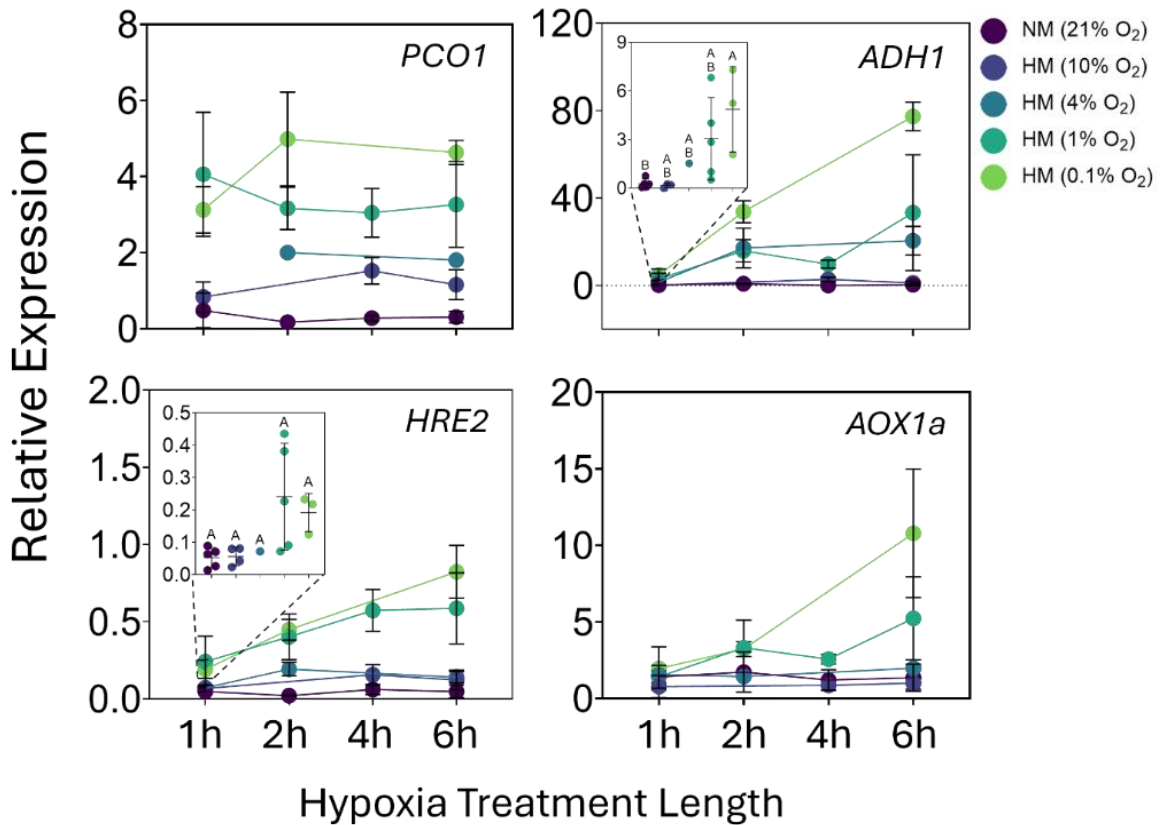 Relative Expression
8
6
4
2
0
PCO1
120
80
40
0
ADH1
9
6
3
0
B
A
B
A
B
A
B
A
NM (21% O₂)
HM (10% O₂)
HM (4% O₂)
HM (1% O₂)
HM (0.1% O₂)
2.0
1.5
1.0
0.5
0.0
HRE2
0.5
0.4
0.3
0.2
0.1
0.0
A A A A A
1h 2h 4h 6h
20
15
10
5
0
AOX1a
1h 2h 4h 6h
Hypoxia Treatment Length